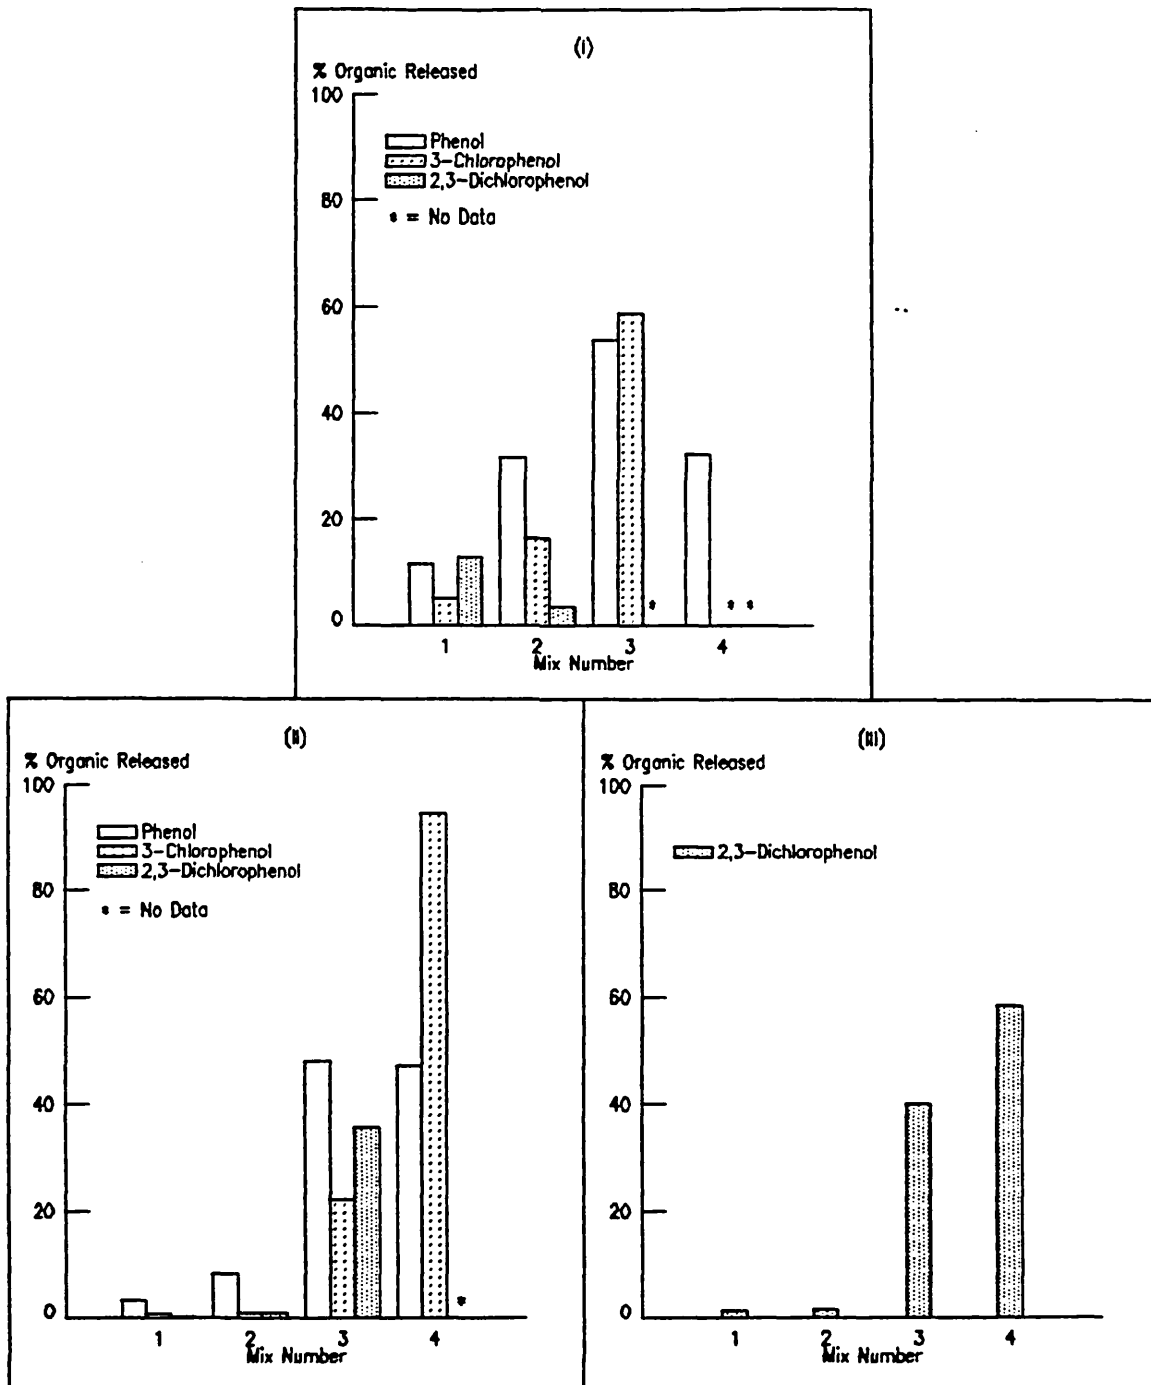 (i)
% Organic Released
100
Phenol
3-Chlorophenol
2,3-Dichlorophenol
80
* = No Data
60
40
20
0
* * *
1 2 3 4
Mix Number
(ii)
% Organic Released
100
Phenol
3-Chlorophenol
2,3-Dichlorophenol
80
* = No Data
60
40
20
0
*
1 2 3 4
Mix Number
(iii)
% Organic Released
100
2,3-Dichlorophenol
80
60
40
20
0
1 2 3 4
Mix Number